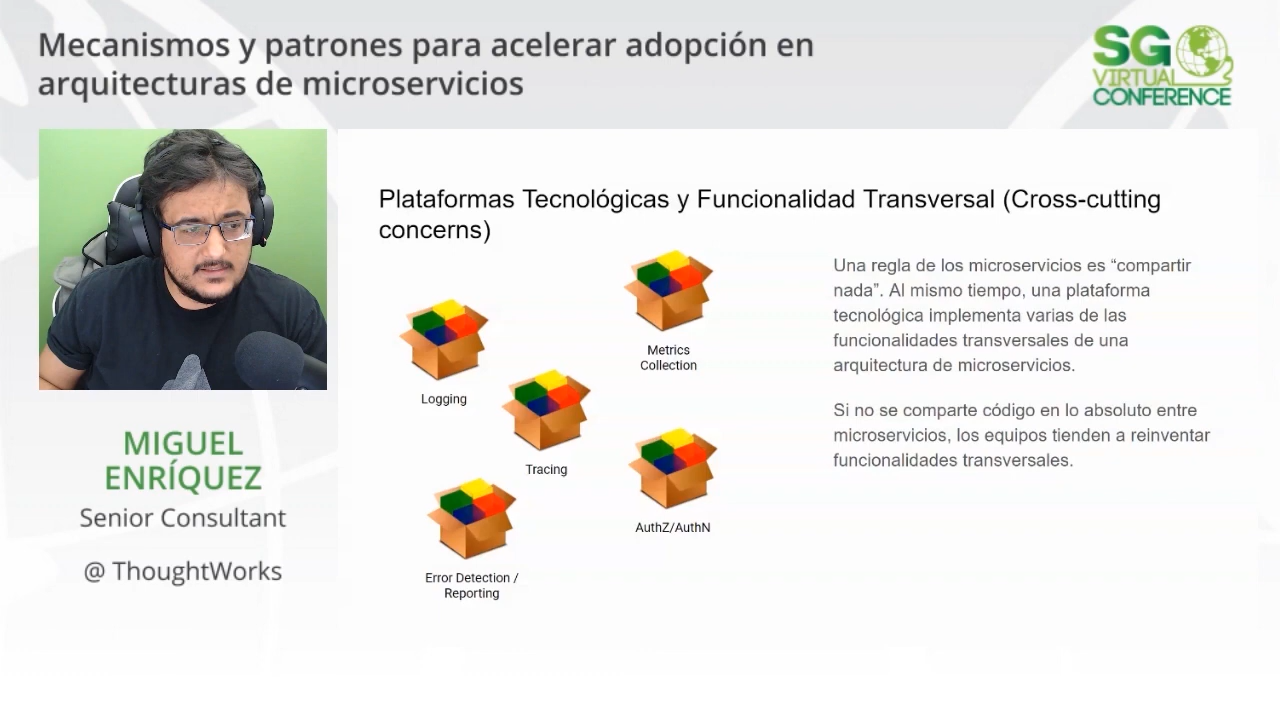 Mecanismos y patrones para acelerar adopción en
arquitecturas de microservicios
SG
VIRTUAL
CONFERENCE
MIGUEL
ENRÍQUEZ
Senior Consultant
@ ThoughtWorks
Plataformas Tecnológicas y Funcionalidad Transversal (Cross-cutting
concerns)
Logging
Metrics
Collection
Tracing
AuthZ/AuthN
Error Detection /
Reporting
Una regla de los microservicios es “compartir
nada”. Al mismo tiempo, una plataforma
tecnológica implementa varias de las
funcionalidades transversales de una
arquitectura de microservicios.
Si no se comparte código en lo absoluto entre
microservicios, los equipos tienden a reinventar
funcionalidades transversales.